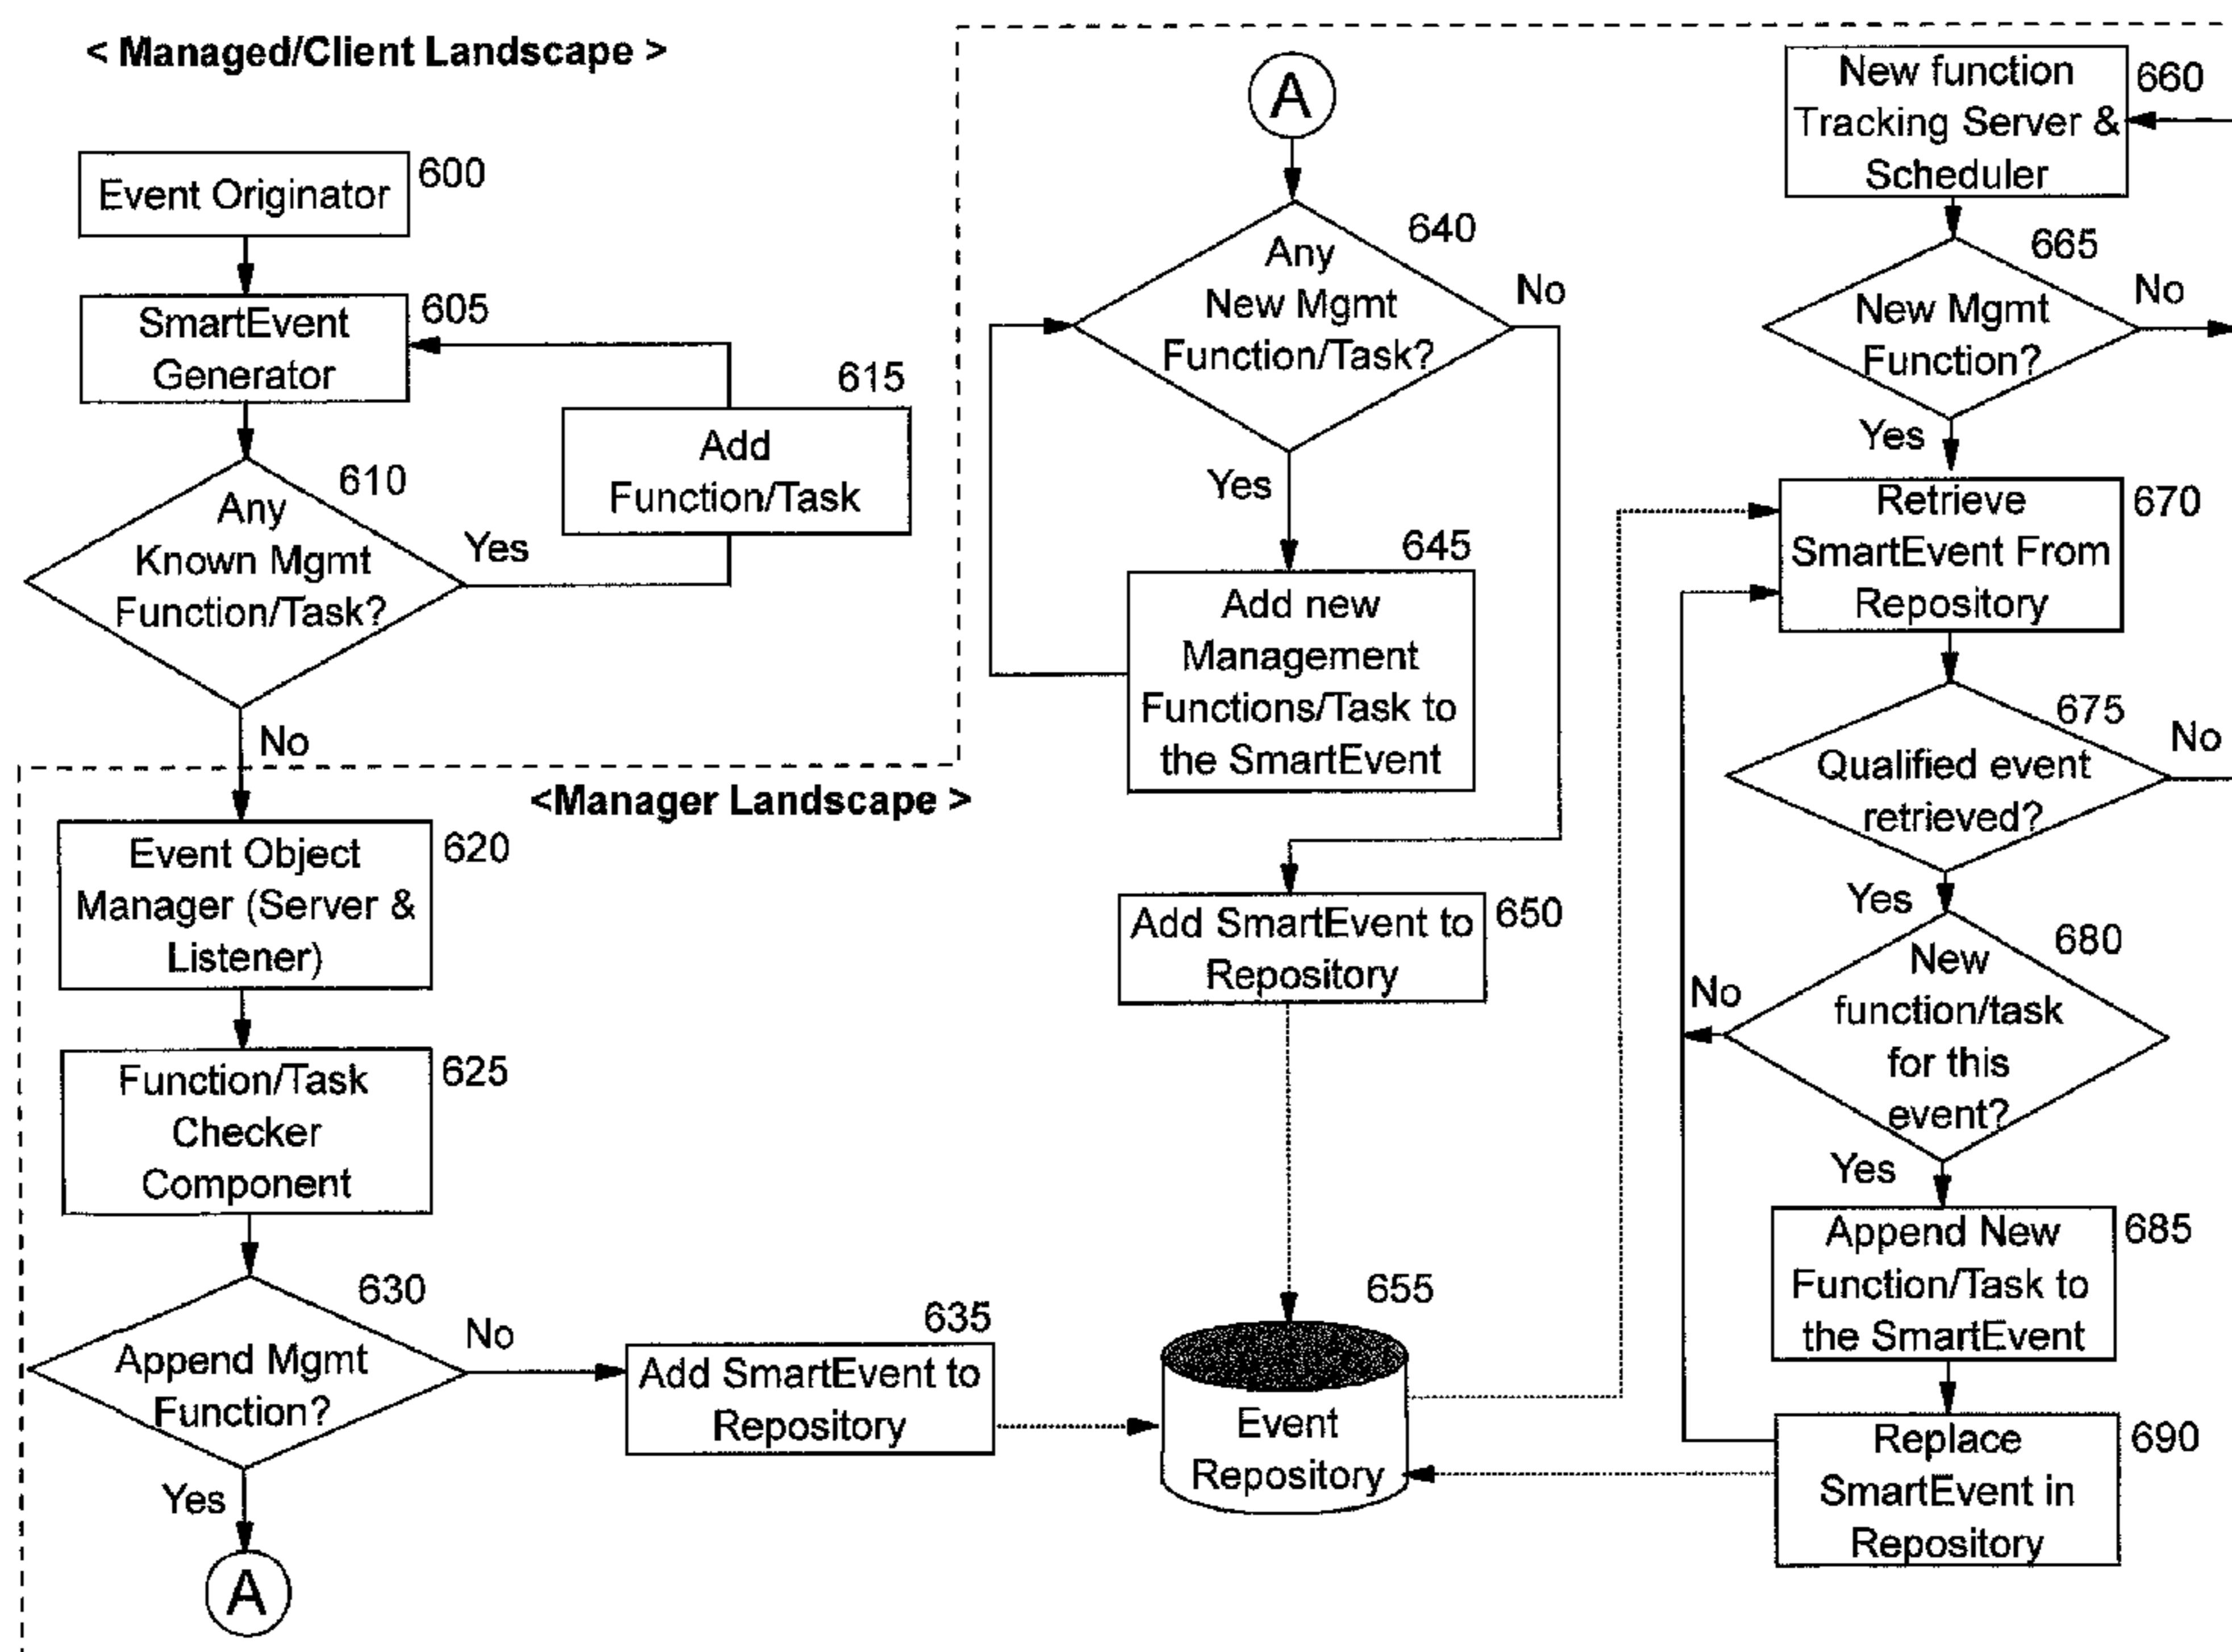 < Managed/Client Landscape >
Event Originator
600
SmartEvent
Generator
605
615
Add
Function/Task
610
Any
Known Mgmt
Function/Task?
Yes
No
<Manager Landscape >
Event Object
Manager (Server &
Listener)
620
Function/Task
Checker
Component
625
630
Append Mgmt
Function?
No
Yes
A
635
Add SmartEvent to
Repository
A
640
Any
New Mgmt
Function/Task?
No
Yes
645
Add new
Management
Functions/Task to
the SmartEvent
Add SmartEvent to
Repository
650
655
Event
Repository
New function
Tracking Server &
Scheduler
660
665
New Mgmt
Function?
No
Yes
Retrieve
SmartEvent From
Repository
670
675
Qualified event
retrieved?
No
Yes
680
New
function/task
for this
event?
No
Yes
Append New
Function/Task to
the SmartEvent
685
Replace
SmartEvent in
Repository
690